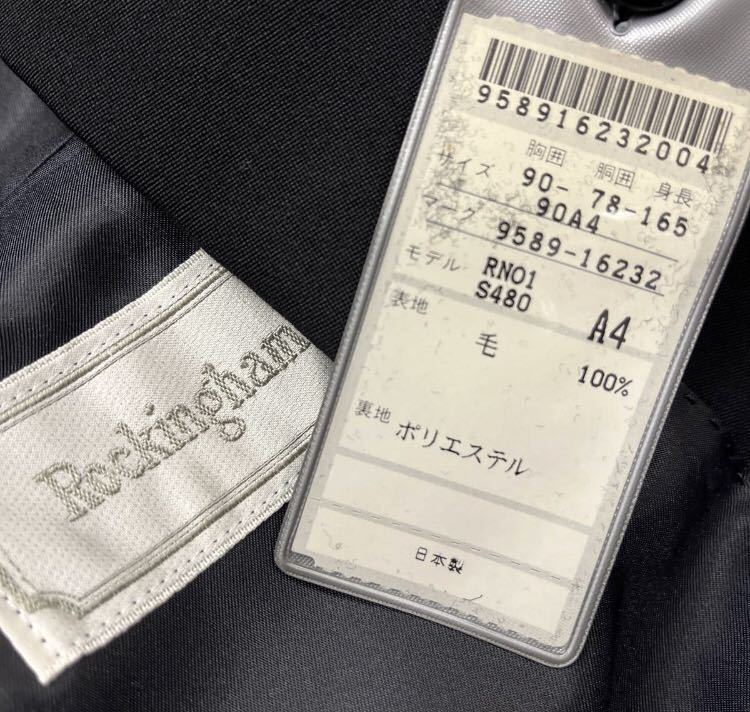 Rockingham
958916232004
胸囲 胴囲 身長
サイズ 90- 78-165
90A4
マーク 9589-16232
モデル RN01
S480 A4
表地
毛 100%
裏地 ポリエステル
日本製